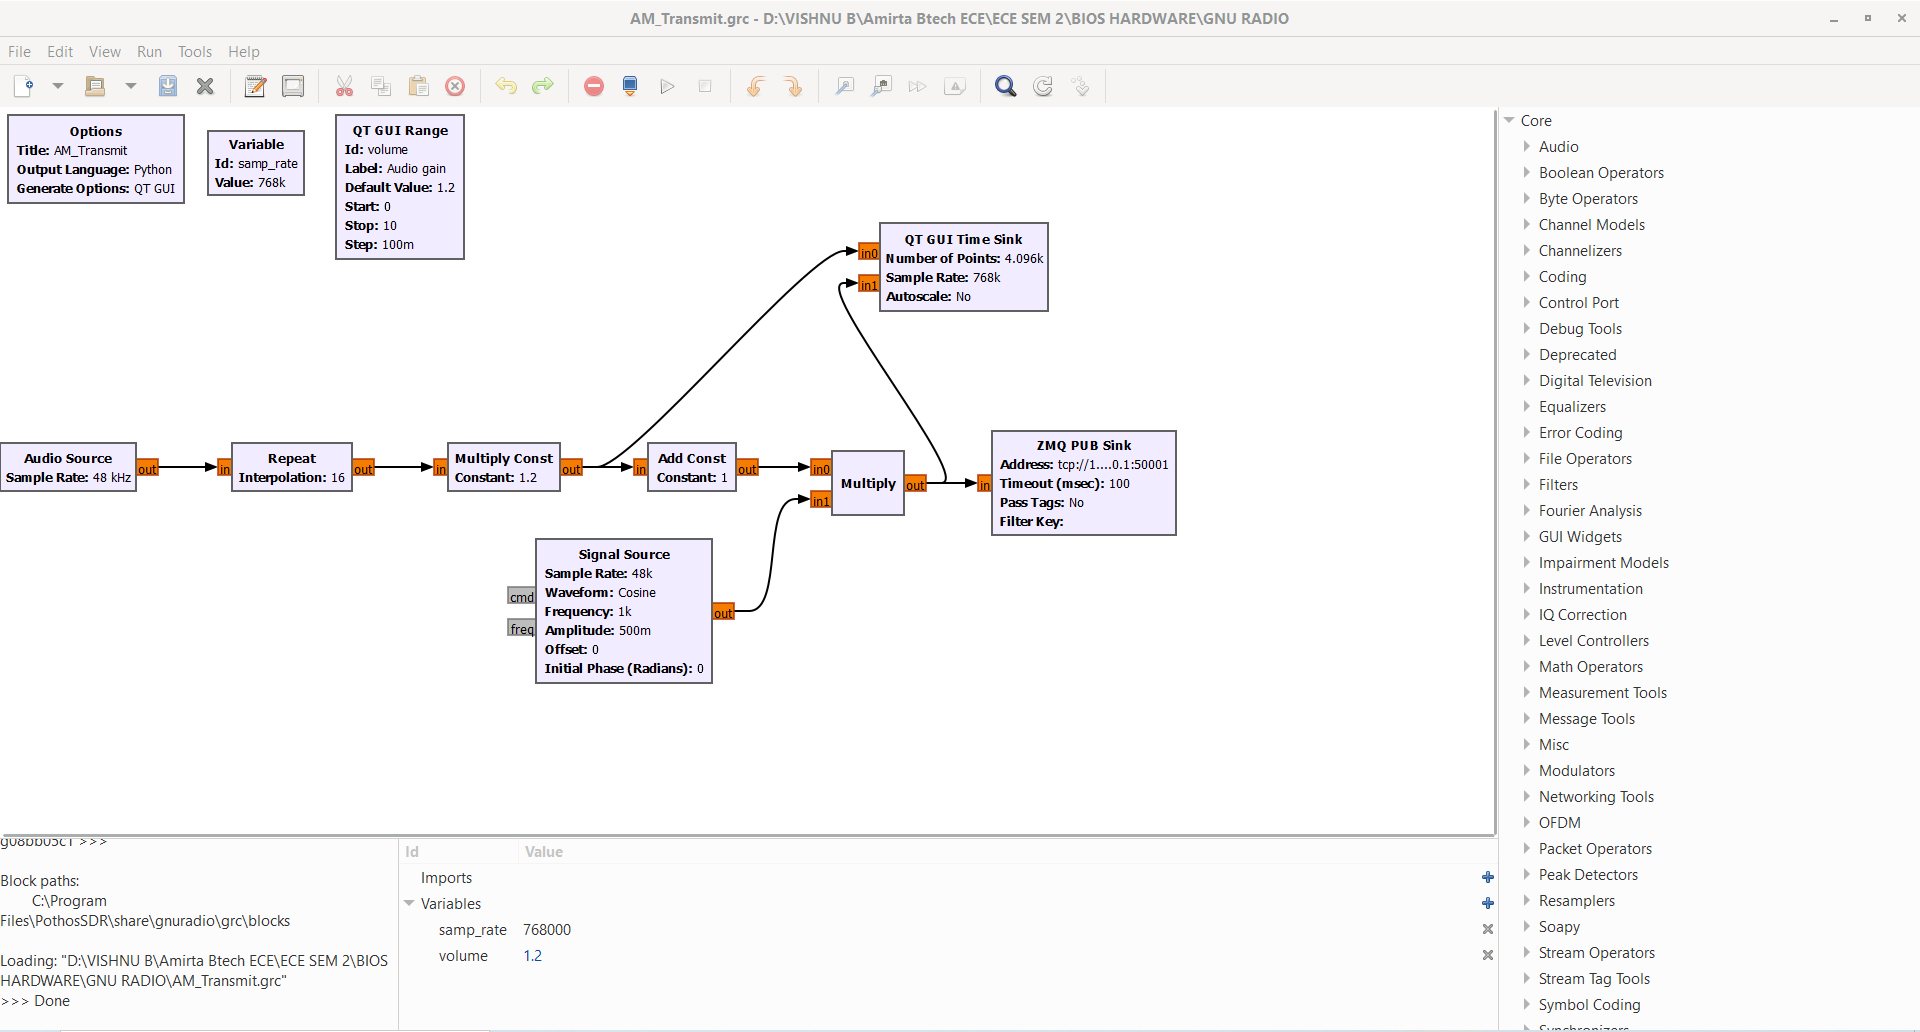 AM_Transmit.grc - D:\VISHNU B\Amirta Btech ECE\ECE SEM 2\BIOS HARDWARE\GNU RADIO
File Edit View Run Tools Help
Options
Title: AM_Transmit
Output Language: Python
Generate Options: QT GUI
Variable
Id: samp_rate
Value: 768k
QT GUI Range
Id: volume
Label: Audio gain
Default Value: 1.2
Start: 0
Stop: 10
Step: 100m
QT GUI Time Sink
Number of Points: 4.096k
Sample Rate: 768k
Autoscale: No
in0
in1
Audio Source
Sample Rate: 48 kHz
out
in
Repeat
Interpolation: 16
out
in
Multiply Const
Constant: 1.2
out
in
Add Const
Constant: 1
out
in0
in1
Multiply
out
in
ZMQ PUB Sink
Address: tcp://1....0.1:50001
Timeout (msec): 100
Pass Tags: No
Filter Key:
Signal Source
Sample Rate: 48k
Waveform: Cosine
Frequency: 1k
Amplitude: 500m
Offset: 0
Initial Phase (Radians): 0
cmd
freq
out
g08bb05c1 >>>
Block paths:
C:\Program
Files\PothosSDR\share\gnuradio\grc\blocks
Loading: "D:\VISHNU B\Amirta Btech ECE\ECE SEM 2\BIOS
HARDWARE\GNU RADIO\AM_Transmit.grc"
>>> Done
Id Value
Imports
Variables
samp_rate 768000
volume 1.2
Core
Audio
Boolean Operators
Byte Operators
Channel Models
Channelizers
Coding
Control Port
Debug Tools
Deprecated
Digital Television
Equalizers
Error Coding
File Operators
Filters
Fourier Analysis
GUI Widgets
Impairment Models
Instrumentation
IQ Correction
Level Controllers
Math Operators
Measurement Tools
Message Tools
Misc
Modulators
Networking Tools
OFDM
Packet Operators
Peak Detectors
Resamplers
Soapy
Stream Operators
Stream Tag Tools
Symbol Coding
Synchronizers